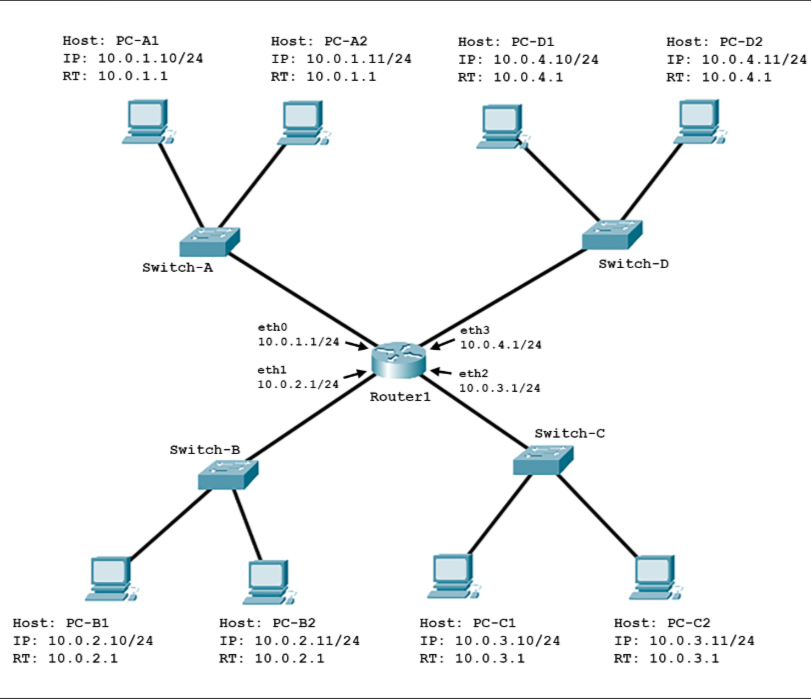 Host: PC-A1
IP: 10.0.1.10/24
RT: 10.0.1.1
Host: PC-A2
IP: 10.0.1.11/24
RT: 10.0.1.1
Host: PC-D1
IP: 10.0.4.10/24
RT: 10.0.4.1
Host: PC-D2
IP: 10.0.4.11/24
RT: 10.0.4.1
Switch-A
Switch-D
eth0
10.0.1.1/24
eth3
10.0.4.1/24
eth1
10.0.2.1/24
eth2
10.0.3.1/24
Router1
Switch-B
Switch-C
Host: PC-B1
IP: 10.0.2.10/24
RT: 10.0.2.1
Host: PC-B2
IP: 10.0.2.11/24
RT: 10.0.2.1
Host: PC-C1
IP: 10.0.3.10/24
RT: 10.0.3.1
Host: PC-C2
IP: 10.0.3.11/24
RT: 10.0.3.1